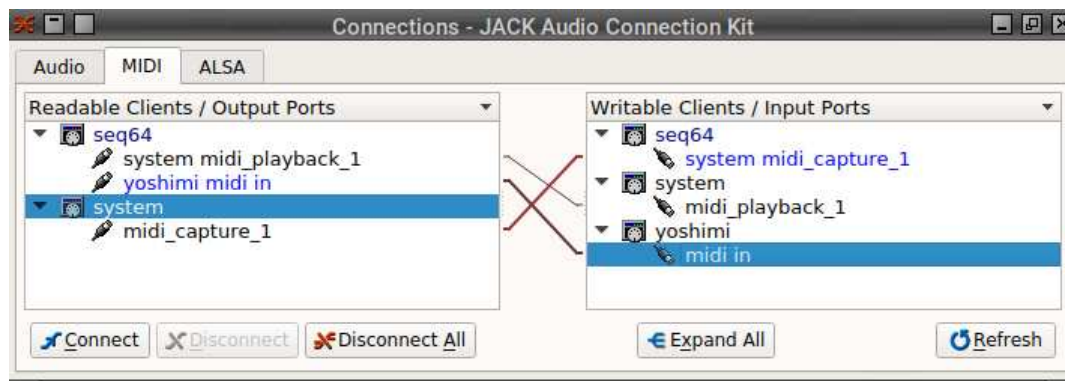 Connections - JACK Audio Connection Kit
Audio MIDI ALSA
Readable Clients / Output Ports
seq64
system midi_playback_1
yoshimi midi in
system
midi_capture_1
Writable Clients / Input Ports
seq64
system midi_capture_1
system
midi_playback_1
yoshimi
midi in
Connect Disconnect Disconnect All Expand All Refresh